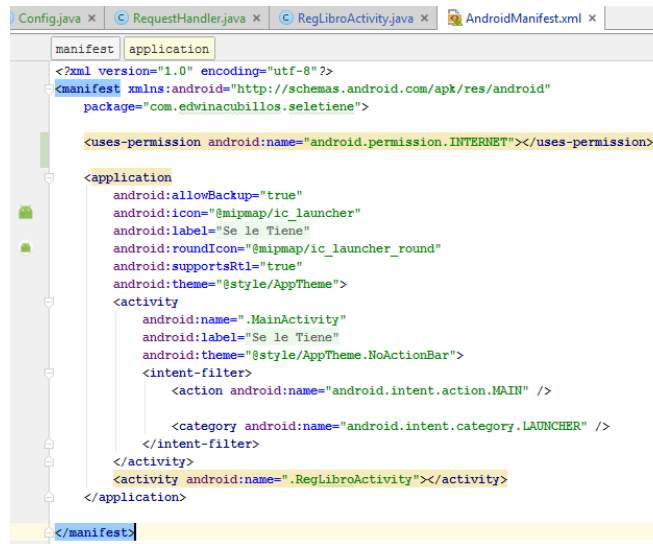 Config.java × RequestHandler.java × RegLibroActivity.java × AndroidManifest.xml ×
manifest application
<?xml version="1.0" encoding="utf-8"?>
<manifest xmlns:android="http://schemas.android.com/apk/res/android"
package="com.edwinacubillos.seletiene">
<uses-permission android:name="android.permission.INTERNET"></uses-permission>
<application
android:allowBackup="true"
android:icon="@mipmap/ic_launcher"
android:label="Se le Tiene"
android:roundIcon="@mipmap/ic_launcher_round"
android:supportsRtl="true"
android:theme="@style/AppTheme">
<activity
android:name=".MainActivity"
android:label="Se le Tiene"
android:theme="@style/AppTheme.NoActionBar">
<intent-filter>
<action android:name="android.intent.action.MAIN" />
<category android:name="android.intent.category.LAUNCHER" />
</intent-filter>
</activity>
<activity android:name=".RegLibroActivity"></activity>
</application>
</manifest>